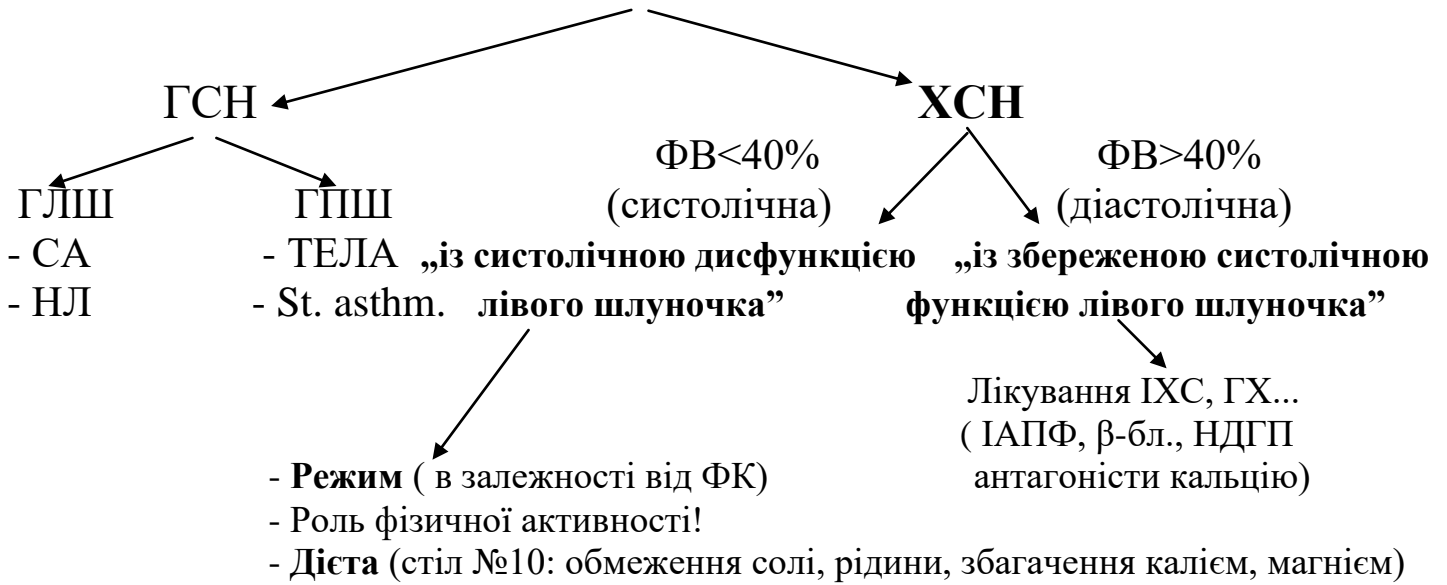 ГСН ХСН
ФВ<40% ФВ>40%
ГЛШ ГПШ (систолічна) (діастолічна)
- СА - ТЕЛА „із систолічною дисфункцією „із збереженою систолічною
- НЛ - St. asthm. лівого шлуночка” функцією лівого шлуночка”
Лікування ІХС, ГХ...
( ІАПФ, β-бл., НДГП
- Режим ( в залежності від ФК) антагоністи кальцію)
- Роль фізичної активності!
- Дієта (стіл №10: обмеження солі, рідини, збагачення калієм, магнієм)